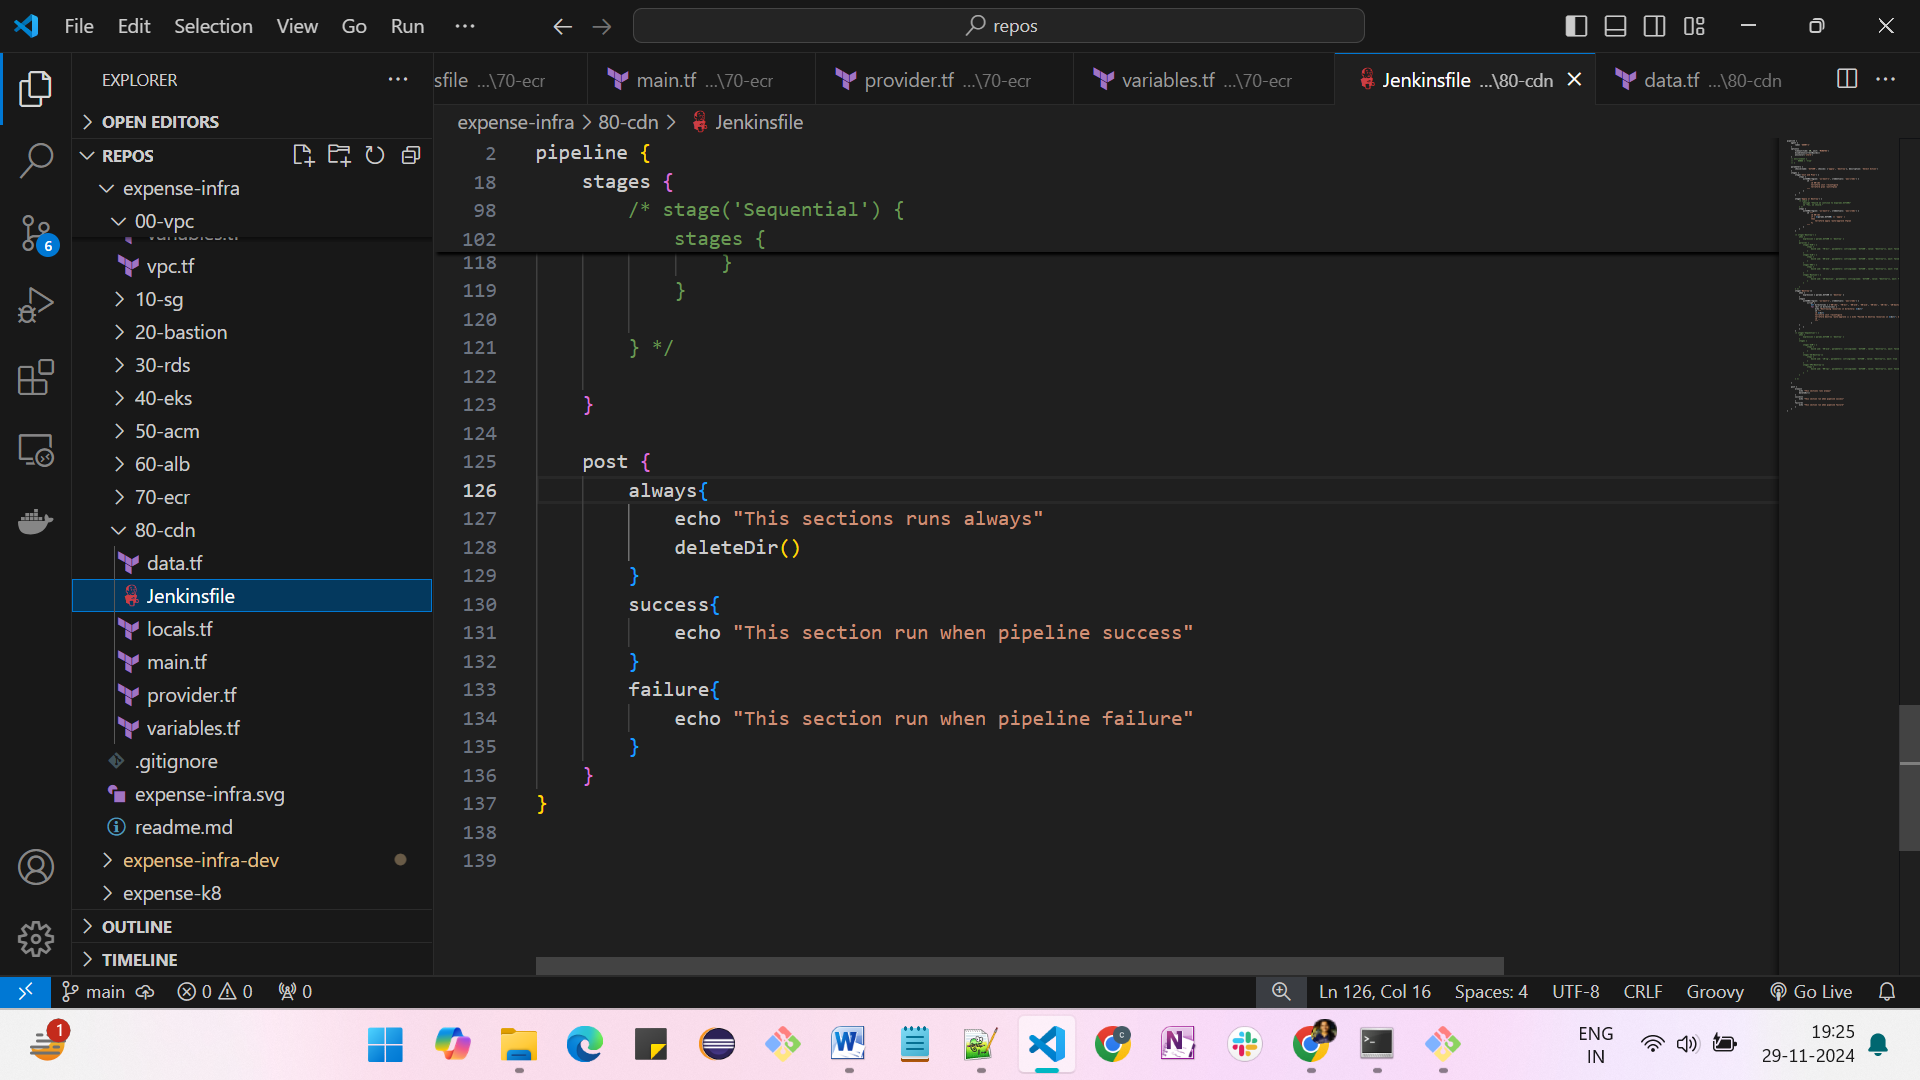 File Edit Selection View Go Run ··· repos
EXPLORER ···
sfile ...\70-ecr main.tf ...\70-ecr provider.tf ...\70-ecr variables.tf ...\70-ecr Jenkinsfile ...\80-cdn data.tf ...\80-cdn ···
OPEN EDITORS
REPOS
expense-infra
00-vpc
variables.tf
vpc.tf
10-sg
20-bastion
30-rds
40-eks
50-acm
60-alb
70-ecr
80-cdn
data.tf
Jenkinsfile
locals.tf
main.tf
provider.tf
variables.tf
.gitignore
expense-infra.svg
readme.md
expense-infra-dev
expense-k8
OUTLINE
TIMELINE
6
expense-infra > 80-cdn > Jenkinsfile
2 pipeline {
18 stages {
98 /* stage('Sequential') {
102 stages {
118 }
119 }
120
121 } */
122
123 }
124
125 post {
126 always{
127 echo "This sections runs always"
128 deleteDir()
129 }
130 success{
131 echo "This section run when pipeline success"
132 }
133 failure{
134 echo "This section run when pipeline failure"
135 }
136 }
137 }
138
139
main 0 0 0 Ln 126, Col 16 Spaces: 4 UTF-8 CRLF Groovy Go Live
1 ENG 19:25
IN 29-11-2024